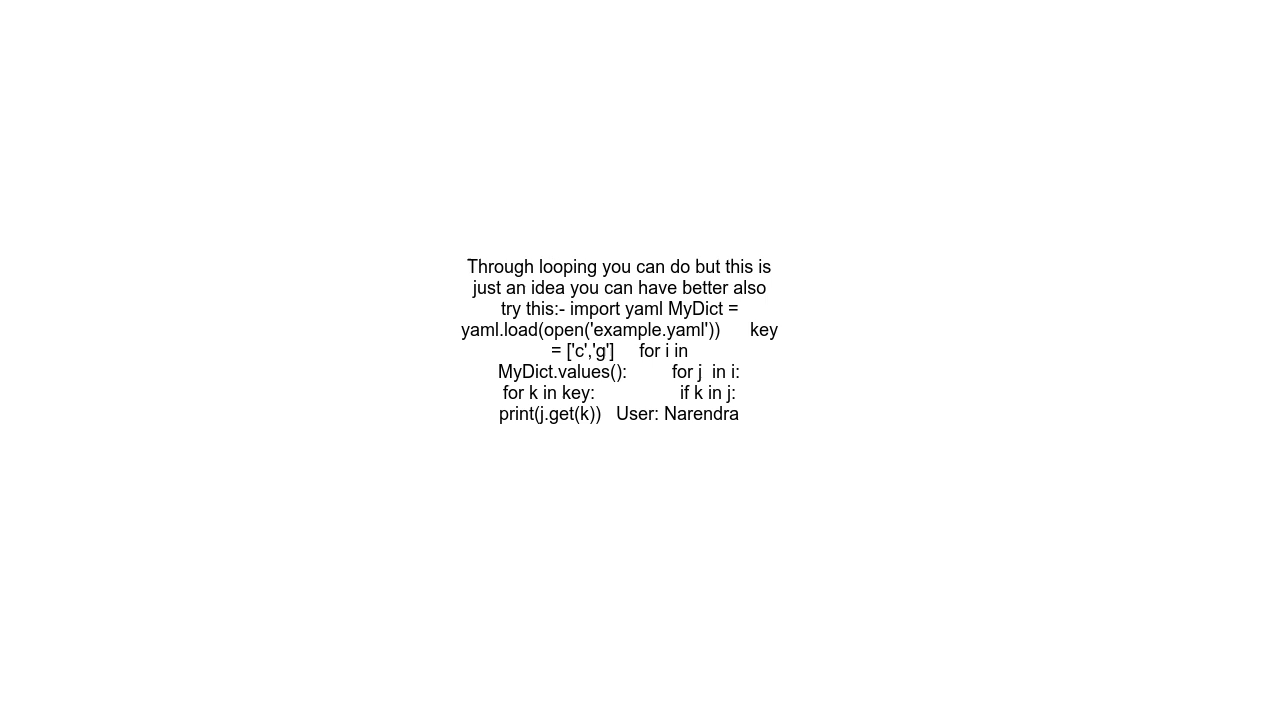 Through looping you can do but this is
just an idea you can have better also
try this:- import yaml MyDict =
yaml.load(open('example.yaml'))      key
= ['c','g']     for i in
MyDict.values():         for j  in i:
for k in key:                 if k in j:
print(j.get(k))   User: Narendra